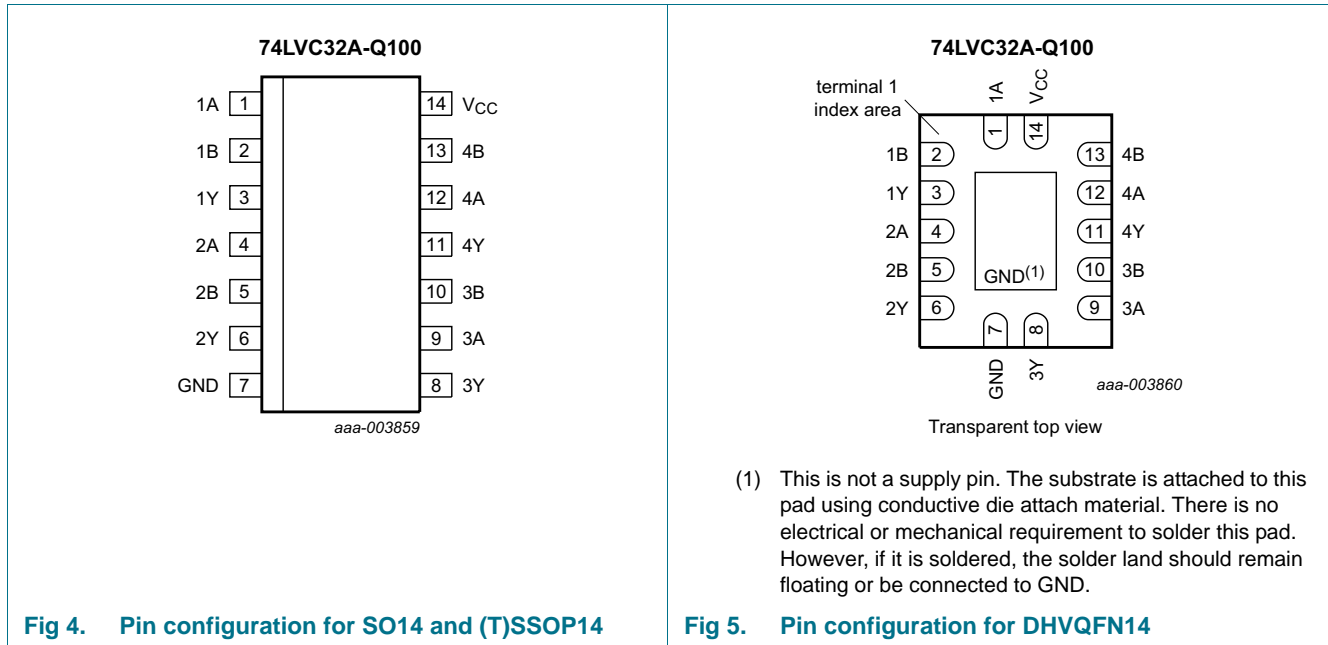 74LVC32A-Q100
1A 1 14 VCC
1B 2 13 4B
1Y 3 12 4A
2A 4 11 4Y
2B 5 10 3B
2Y 6 9 3A
GND 7 8 3Y
aaa-003859
Fig 4. Pin configuration for SO14 and (T)SSOP14
74LVC32A-Q100
terminal 1
index area
1A VCC
1 14
1B 2 13 4B
1Y 3 12 4A
2A 4 11 4Y
2B 5 10 3B
GND(1)
2Y 6 9 3A
7 8
GND 3Y
aaa-003860
Transparent top view
(1) This is not a supply pin. The substrate is attached to this
pad using conductive die attach material. There is no
electrical or mechanical requirement to solder this pad.
However, if it is soldered, the solder land should remain
floating or be connected to GND.
Fig 5. Pin configuration for DHVQFN14